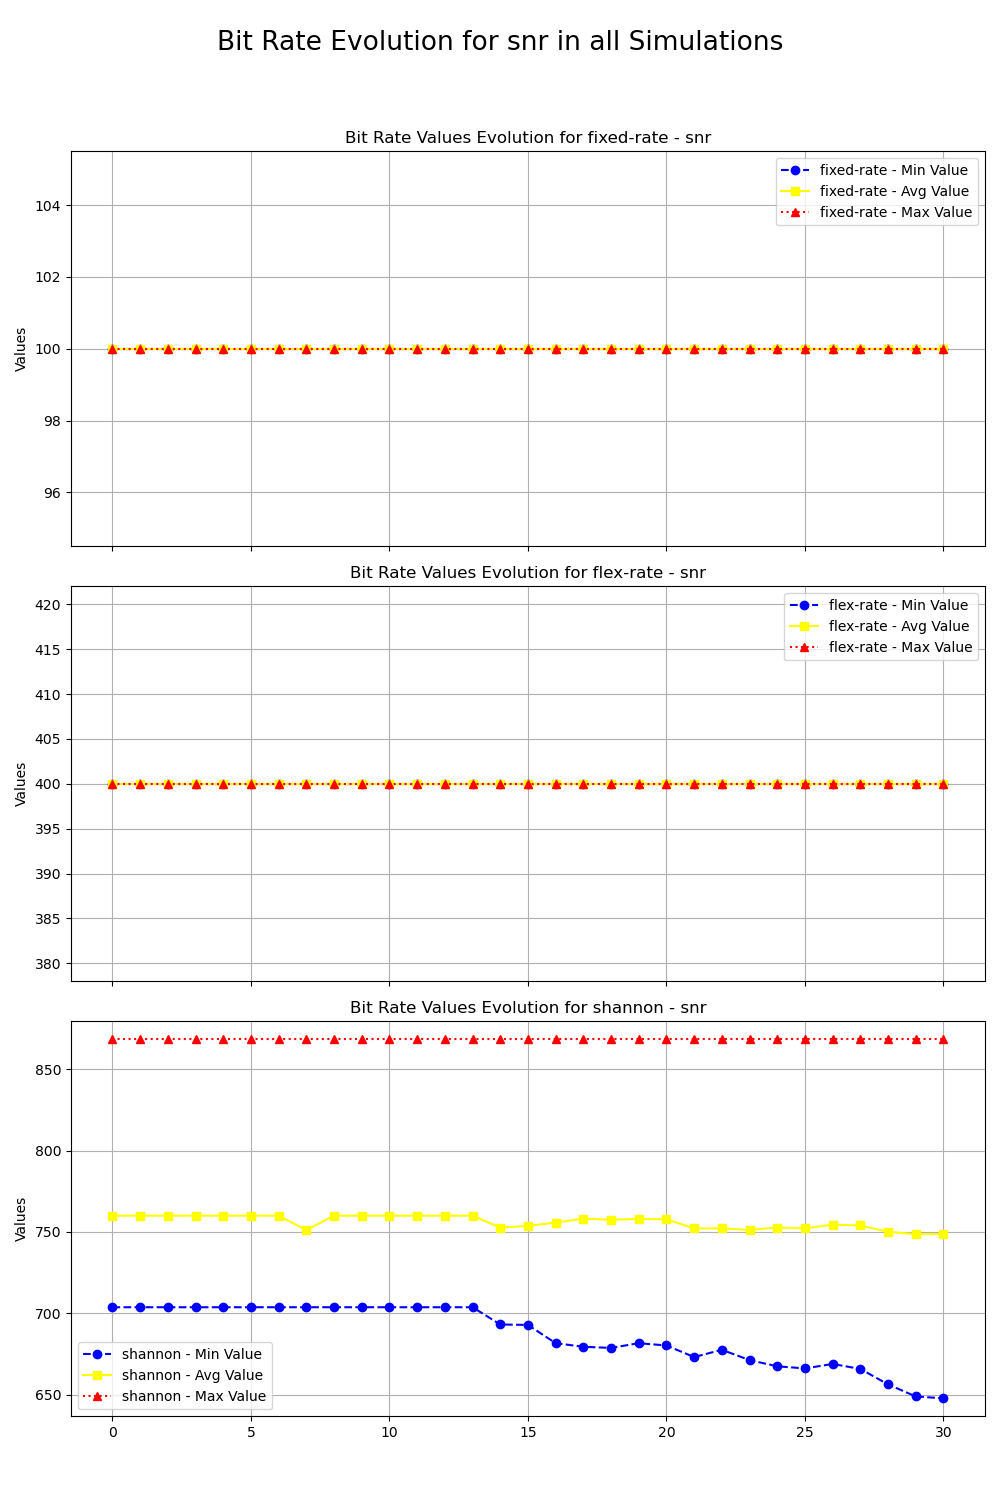 Bit Rate Evolution for snr in all Simulations
Bit Rate Values Evolution for fixed-rate - snr
fixed-rate - Min Value
fixed-rate - Avg Value
fixed-rate - Max Value
104
102
100
98
96
Values
Bit Rate Values Evolution for flex-rate - snr
flex-rate - Min Value
flex-rate - Avg Value
flex-rate - Max Value
420
415
410
405
400
395
390
385
380
Values
Bit Rate Values Evolution for shannon - snr
850
800
750
700
650
Values
shannon - Min Value
shannon - Avg Value
shannon - Max Value
0 5 10 15 20 25 30